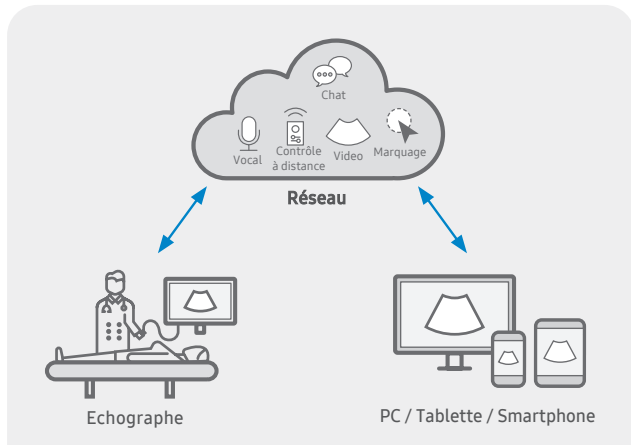 Chat
Vocal
Contrôle
à distance
Video
Marquage
Réseau
Echographe
PC / Tablette / Smartphone